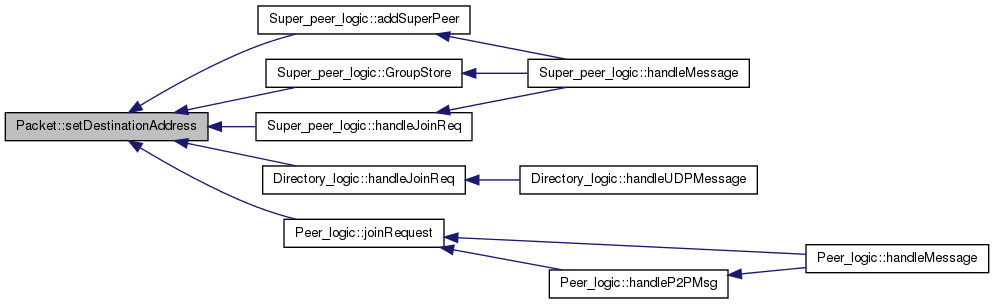 Super_peer_logic::addSuperPeer
Super_peer_logic::GroupStore
Super_peer_logic::handleMessage
Packet::setDestinationAddress
Super_peer_logic::handleJoinReq
Directory_logic::handleJoinReq
Directory_logic::handleUDPMessage
Peer_logic::joinRequest
Peer_logic::handleMessage
Peer_logic::handleP2PMsg